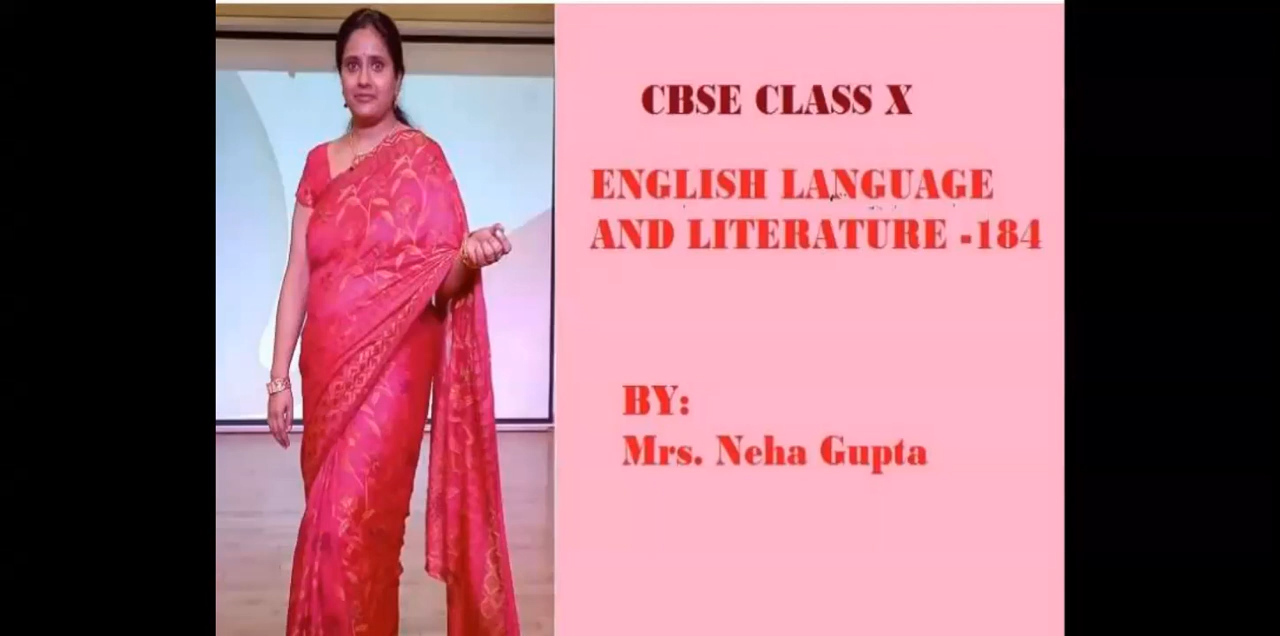 CBSE CLASS X
ENGLISH LANGUAGE
AND LITERATURE -184
BY:
Mrs. Neha Gupta